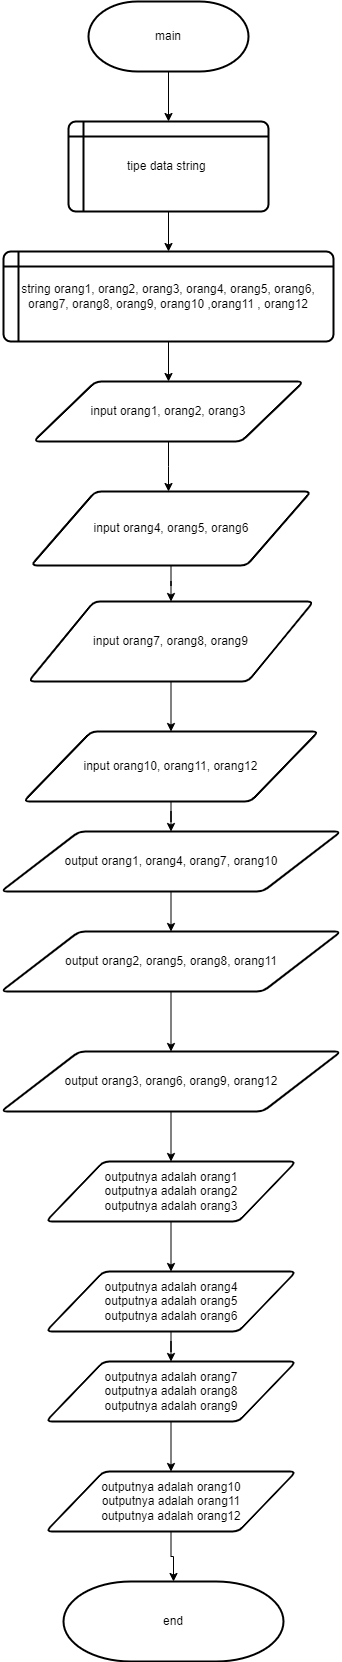 main
tipe data string
string orang1, orang2, orang3, orang4, orang5, orang6,
orang7, orang8, orang9, orang10 ,orang11 , orang12
input orang1, orang2, orang3
input orang4, orang5, orang6
input orang7, orang8, orang9
input orang10, orang11, orang12
output orang1, orang4, orang7, orang10
output orang2, orang5, orang8, orang11
output orang3, orang6, orang9, orang12
outputnya adalah orang1
outputnya adalah orang2
outputnya adalah orang3
outputnya adalah orang4
outputnya adalah orang5
outputnya adalah orang6
outputnya adalah orang7
outputnya adalah orang8
outputnya adalah orang9
outputnya adalah orang10
outputnya adalah orang11
outputnya adalah orang12
end